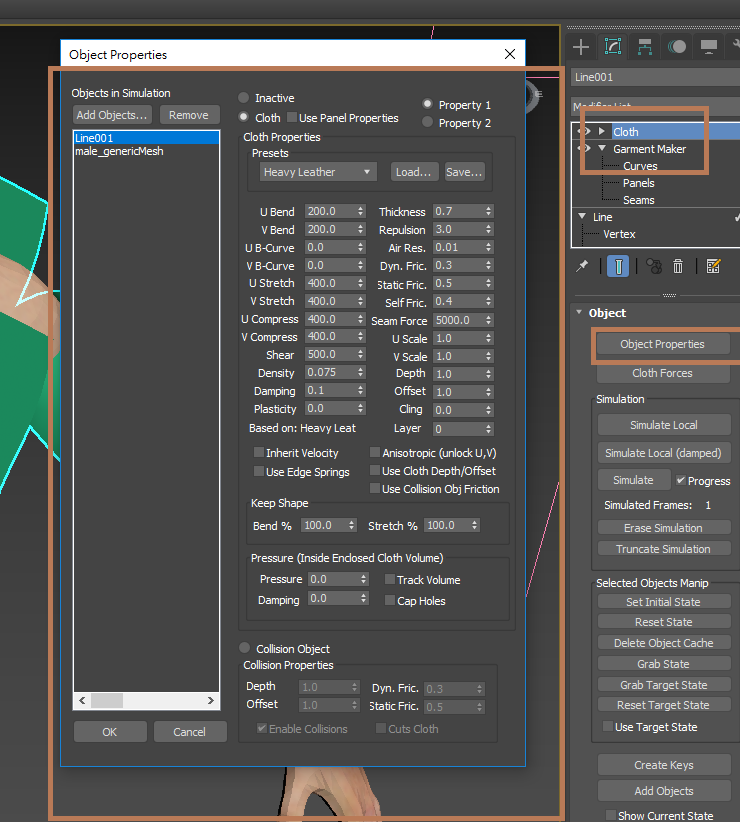 Object Properties
Objects in Simulation
Add Objects...
Remove
Line001
male_genericMesh
OK
Cancel
Inactive
Cloth
Use Panel Properties
Property 1
Property 2
Cloth Properties
Presets
Heavy Leather
Load...
Save...
U Bend 200.0 Thickness 0.7
V Bend 200.0 Repulsion 3.0
U B-Curve 0.0 Air Res. 0.01
V B-Curve 0.0 Dyn. Fric. 0.3
U Stretch 400.0 Static Fric. 0.5
V Stretch 400.0 Self Fric. 0.4
U Compress 400.0 Seam Force 5000.0
V Compress 400.0 U Scale 1.0
Shear 500.0 V Scale 1.0
Density 0.075 Depth 1.0
Damping 0.1 Offset 1.0
Plasticity 0.0 Cling 0.0
Based on: Heavy Leat Layer 0
Inherit Velocity
Anisotropic (unlock U,V)
Use Edge Springs
Use Cloth Depth/Offset
Use Collision Obj Friction
Keep Shape
Bend % 100.0 Stretch % 100.0
Pressure (Inside Enclosed Cloth Volume)
Pressure 0.0 Track Volume
Damping 0.0 Cap Holes
Collision Object
Collision Properties
Depth 1.0 Dyn. Fric. 0.3
Offset 1.0 Static Fric. 0.5
Enable Collisions Cuts Cloth
Line001
Modifier List
Cloth
Garment Maker
Curves
Panels
Seams
Line
Vertex
Object
Object Properties
Cloth Forces
Simulation
Simulate Local
Simulate Local (damped)
Simulate Progress
Simulated Frames: 1
Erase Simulation
Truncate Simulation
Selected Objects Manip
Set Initial State
Reset State
Delete Object Cache
Grab State
Grab Target State
Reset Target State
Use Target State
Create Keys
Add Objects
Show Current State